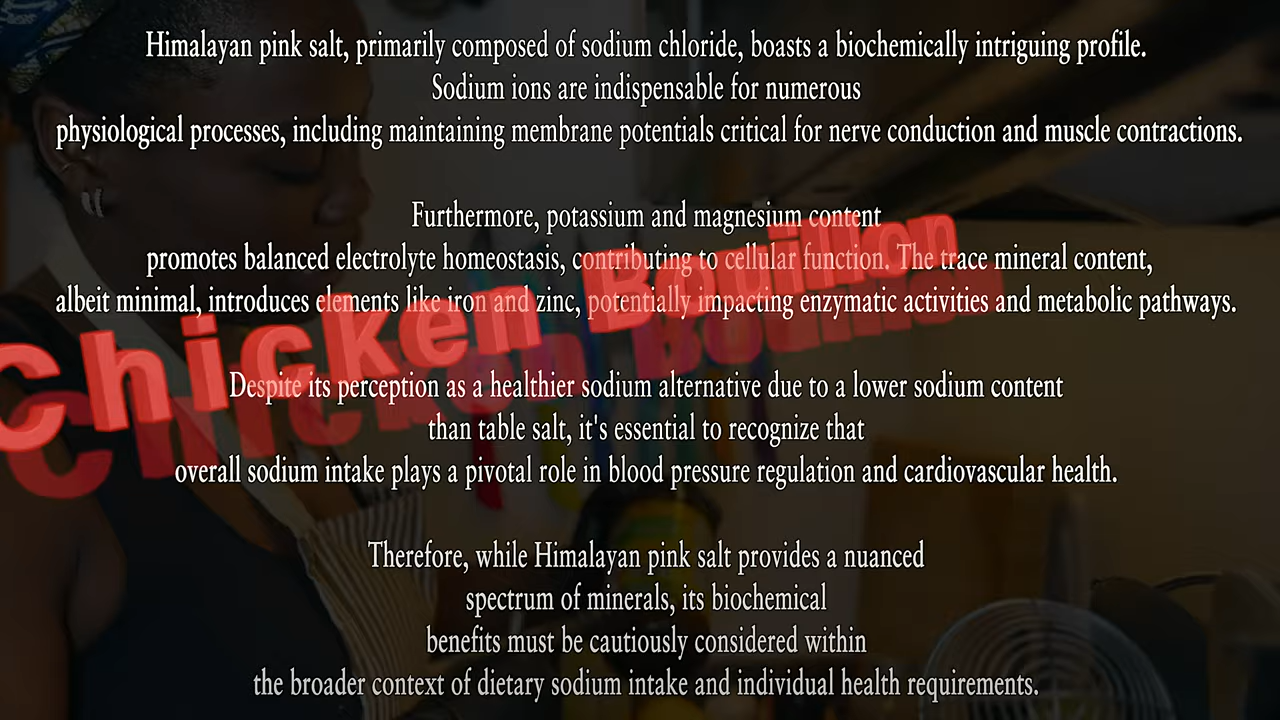 Himalayan pink salt, primarily composed of sodium chloride, boasts a biochemically intriguing profile.
Sodium ions are indispensable for numerous
physiological processes, including maintaining membrane potentials critical for nerve conduction and muscle contractions.
Furthermore, potassium and magnesium content
promotes balanced electrolyte homeostasis, contributing to cellular function. The trace mineral content,
albeit minimal, introduces elements like iron and zinc, potentially impacting enzymatic activities and metabolic pathways.
Chicken Bouillon
Despite its perception as a healthier sodium alternative due to a lower sodium content
than table salt, it's essential to recognize that
overall sodium intake plays a pivotal role in blood pressure regulation and cardiovascular health.
Therefore, while Himalayan pink salt provides a nuanced
spectrum of minerals, its biochemical
benefits must be cautiously considered within
the broader context of dietary sodium intake and individual health requirements.